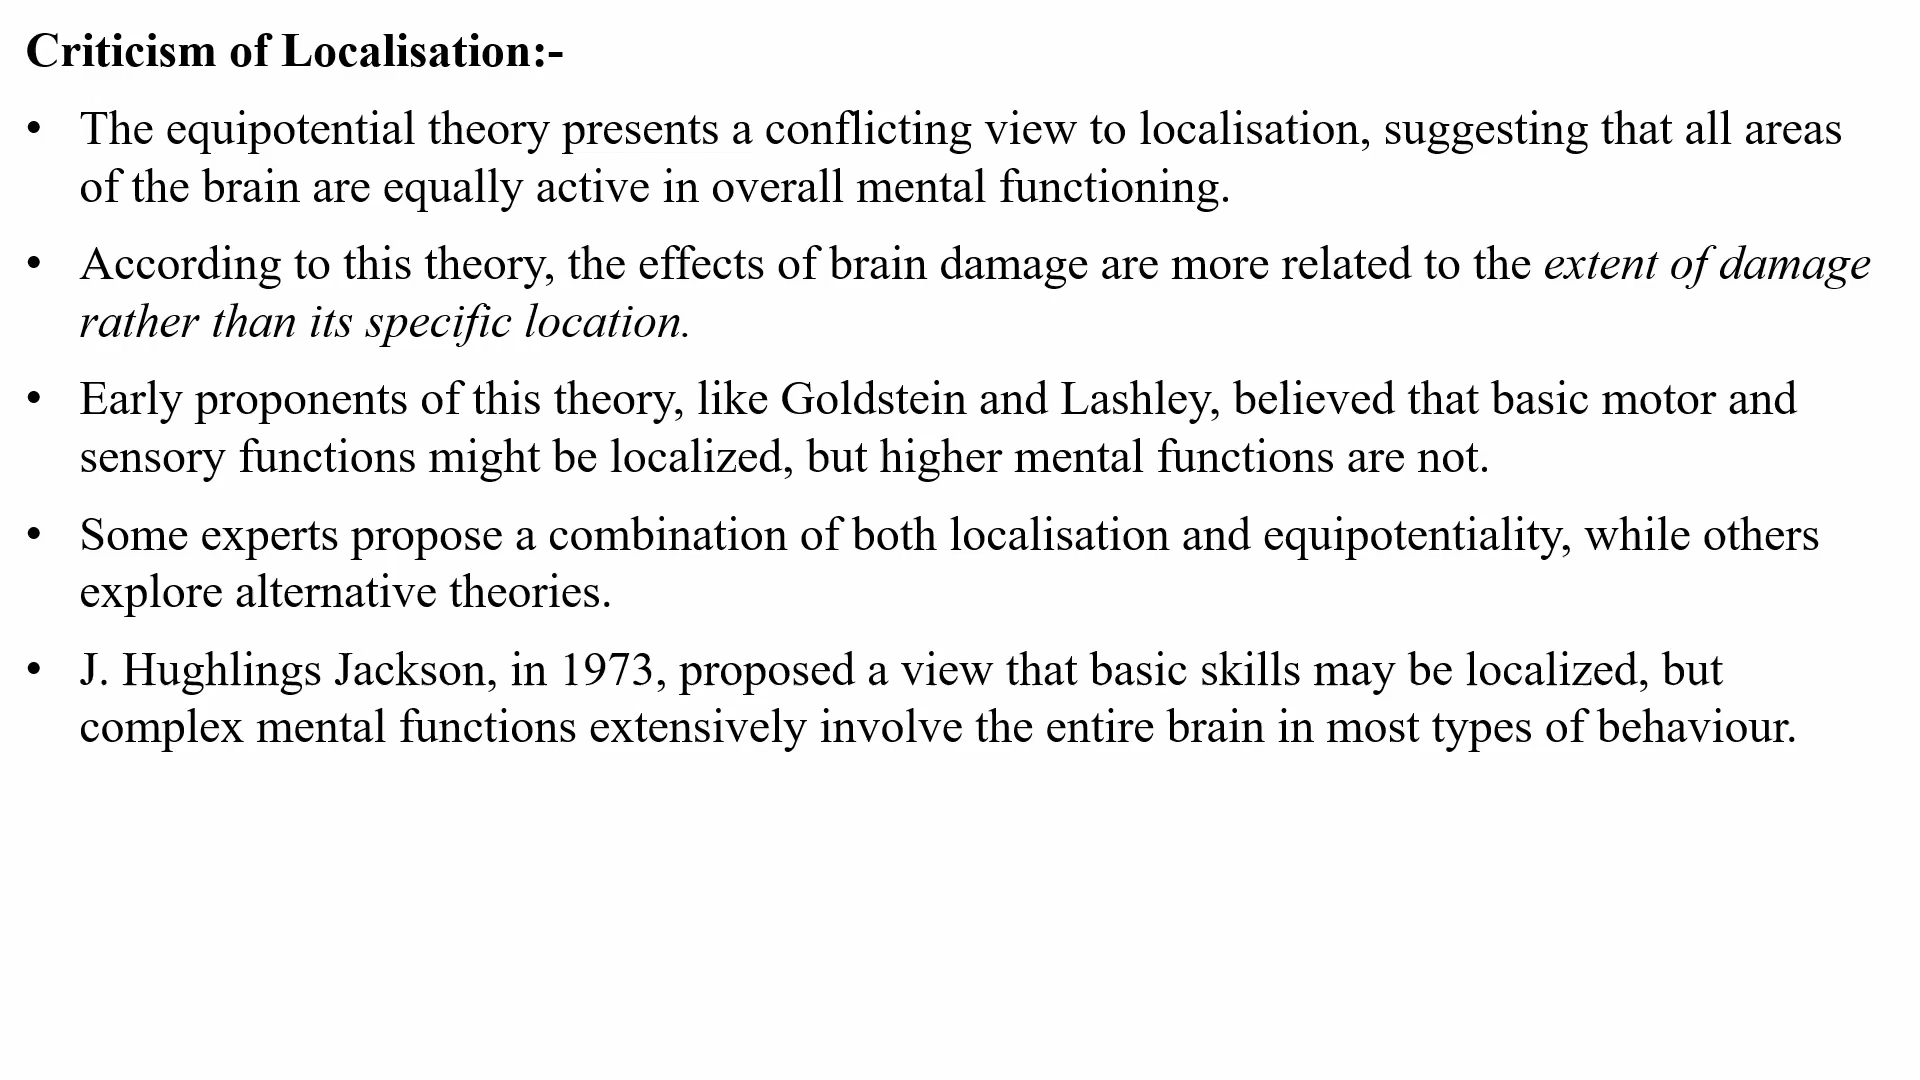 Criticism of Localisation:-
• The equipotential theory presents a conflicting view to localisation, suggesting that all areas
of the brain are equally active in overall mental functioning.
• According to this theory, the effects of brain damage are more related to the extent of damage
rather than its specific location.
• Early proponents of this theory, like Goldstein and Lashley, believed that basic motor and
sensory functions might be localized, but higher mental functions are not.
• Some experts propose a combination of both localisation and equipotentiality, while others
explore alternative theories.
• J. Hughlings Jackson, in 1973, proposed a view that basic skills may be localized, but
complex mental functions extensively involve the entire brain in most types of behaviour.